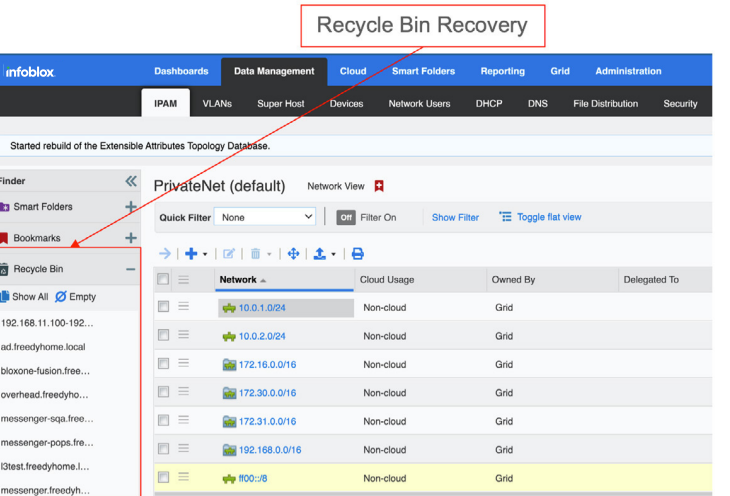 Recycle Bin Recovery
infoblox
Dashboards Data Management Cloud Smart Folders Reporting Grid Administration
IPAM VLANs Super Host Devices Network Users DHCP DNS File Distribution Security
Started rebuild of the Extensible Attributes Topology Database.
Finder
Smart Folders
Bookmarks
Recycle Bin
Show All Empty
192.168.11.100-192...
ad.freedyhome.local
bloxone-fusion.free...
overhead.freedyho...
messenger-sqa.free...
messenger-pops.fre...
l3test.freedyhome.l...
messenger.freedyh...
PrivateNet (default) Network View
Quick Filter None Off Filter On Show Filter Toggle flat view
Network Cloud Usage Owned By Delegated To
10.0.1.0/24 Non-cloud Grid
10.0.2.0/24 Non-cloud Grid
172.16.0.0/16 Non-cloud Grid
172.30.0.0/16 Non-cloud Grid
172.31.0.0/16 Non-cloud Grid
192.168.0.0/16 Non-cloud Grid
ff00::/8 Non-cloud Grid